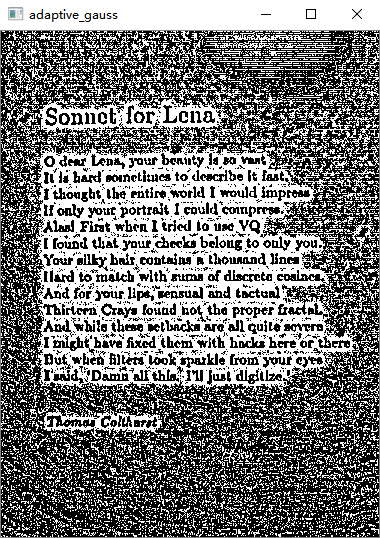 adaptive_gauss
Sonnet for Lena
O dear Lena, your beauty is so vast
It is hard sometimes to describe it fast.
I thought the entire world I would impress
If only your portrait I could compress.
Alas! First when I tried to use VQ
I found that your cheeks belong to only you.
Your silky hair contains a thousand lines
Hard to match with sums of discrete cosines.
And for your lips, sensual and tactual
Thirteen Crays found not the proper fractal.
And while these setbacks are all quite severe
I might have fixed them with hacks here or there
But when filters took sparkle from your eyes
I said, 'Damn all this. I'll just digitize.'
Thomas Colthurst